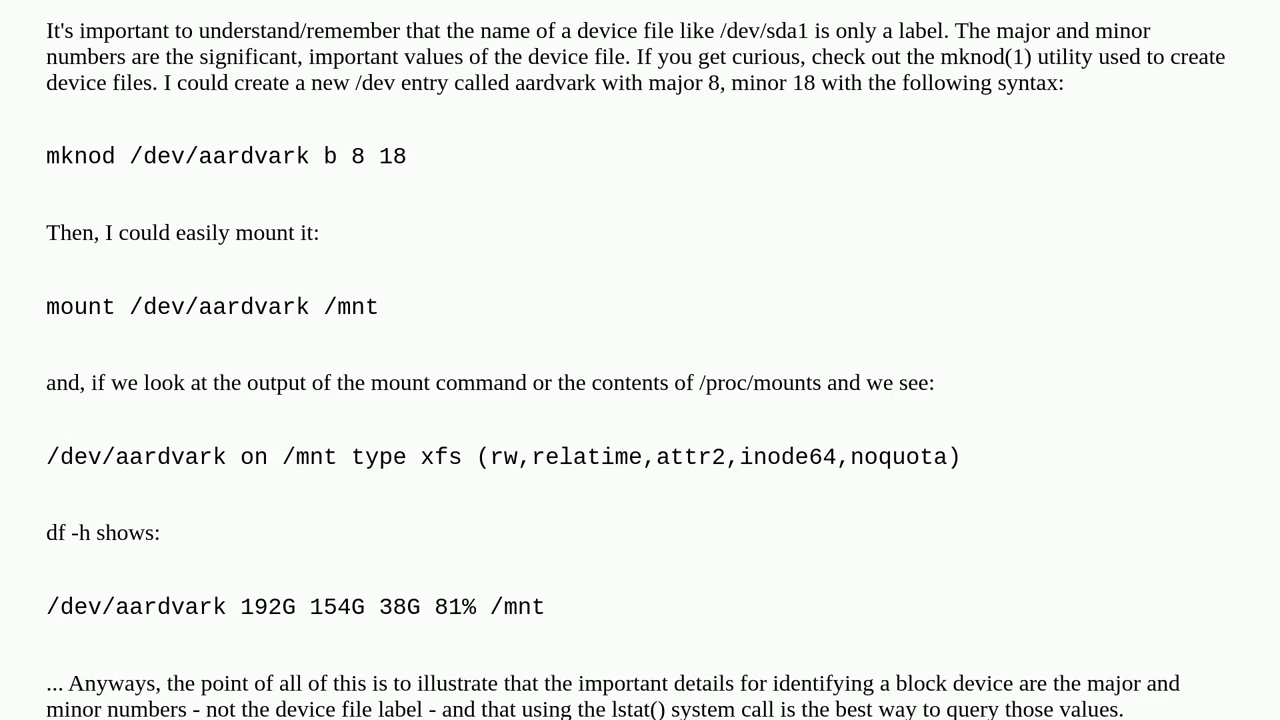 It's important to understand/remember that the name of a device file like /dev/sda1 is only a label. The major and minor
numbers are the significant, important values of the device file. If you get curious, check out the mknod(1) utility used to create
device files. I could create a new /dev entry called aardvark with major 8, minor 18 with the following syntax:
mknod /dev/aardvark b 8 18
Then, I could easily mount it:
mount /dev/aardvark /mnt
and, if we look at the output of the mount command or the contents of /proc/mounts and we see:
/dev/aardvark on /mnt type xfs (rw,relatime,attr2,inode64,noquota)
df -h shows:
/dev/aardvark 192G 154G 38G 81% /mnt
... Anyways, the point of all of this is to illustrate that the important details for identifying a block device are the major and
minor numbers - not the device file label - and that using the lstat() system call is the best way to query those values.